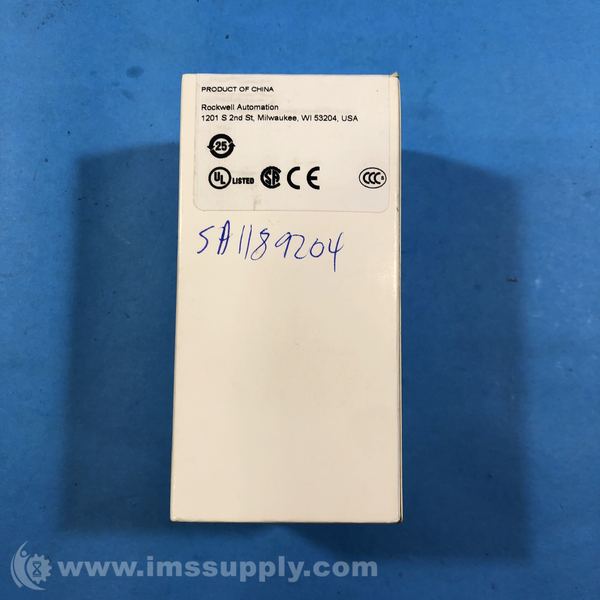 PRODUCT OF CHINA
Rockwell Automation
1201 S 2nd St, Milwaukee, WI 53204, USA
25
UL LISTED SA CE CCC S
SA1189204
www.imssupply.com